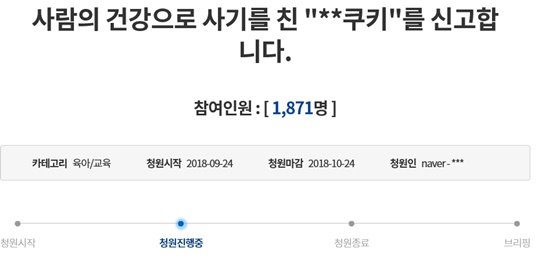 사람의 건강으로 사기를 친 "**쿠키"를 신고합
니다.
참여인원 : [ 1,871명 ]
카테고리 육아/교육 청원시작 2018-09-24 청원마감 2018-10-24 청원인 naver - ***
청원시작 청원진행중 청원종료 브리핑